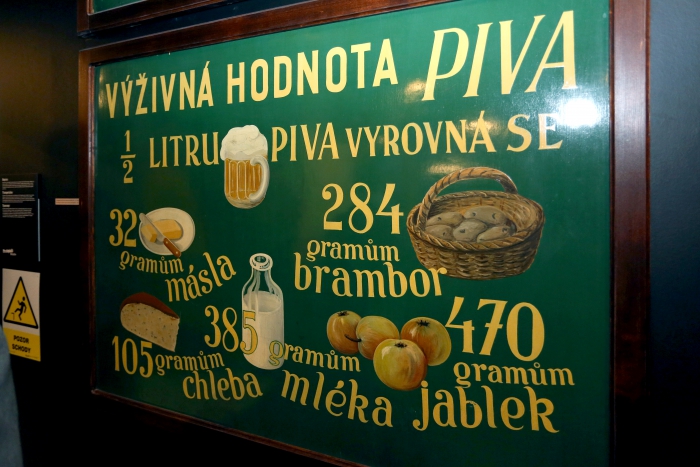 VÝŽIVNÁ HODNOTA PIVA
1/2 LITRU PIVA VYROVNÁ SE
32
gramům
másla
284
gramům
brambor
105 gramům
chleba
385
gramům
mléka
470
gramům
jablek
POZOR
SCHODY